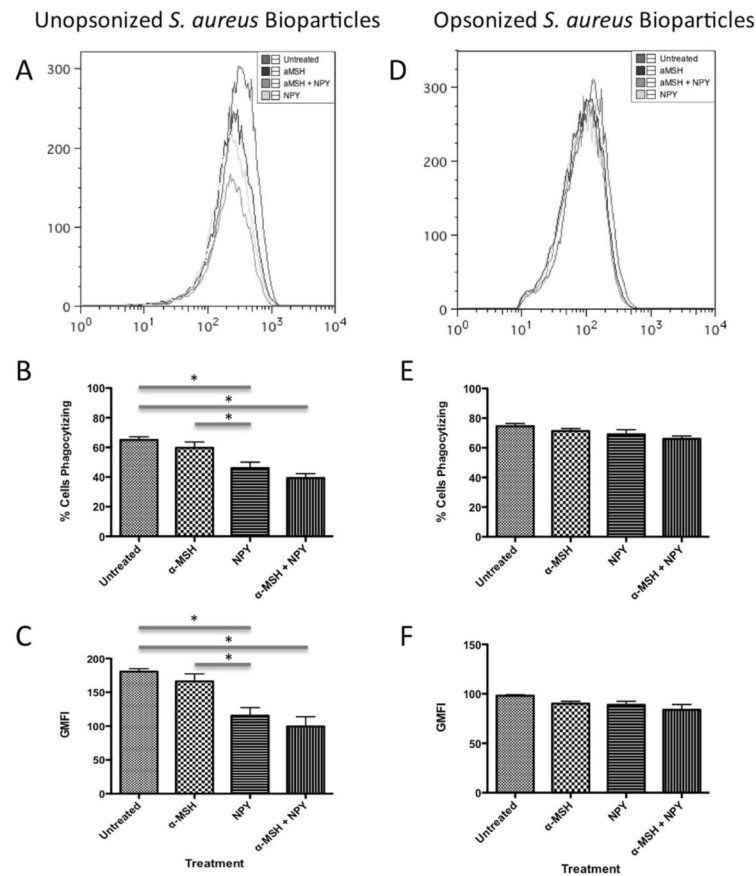 Unopsonized S. aureus Bioparticles
Opsonized S. aureus Bioparticles
A
300
200
100
0
10^0 10^1 10^2 10^3 10^4
Untreated
aMSH
aMSH + NPY
NPY
D
300
200
100
0
10^0 10^1 10^2 10^3 10^4
Untreated
aMSH
aMSH + NPY
NPY
B
% Cells Phagocytizing
100
80
60
40
20
0
*
*
*
Untreated
α-MSH
NPY
α-MSH + NPY
E
% Cells Phagocytizing
100
80
60
40
20
0
Untreated
α-MSH
NPY
α-MSH + NPY
C
GMFI
200
150
100
50
0
*
*
*
Untreated
α-MSH
NPY
α-MSH + NPY
Treatment
F
GMFI
150
100
50
0
Untreated
α-MSH
NPY
α-MSH + NPY
Treatment